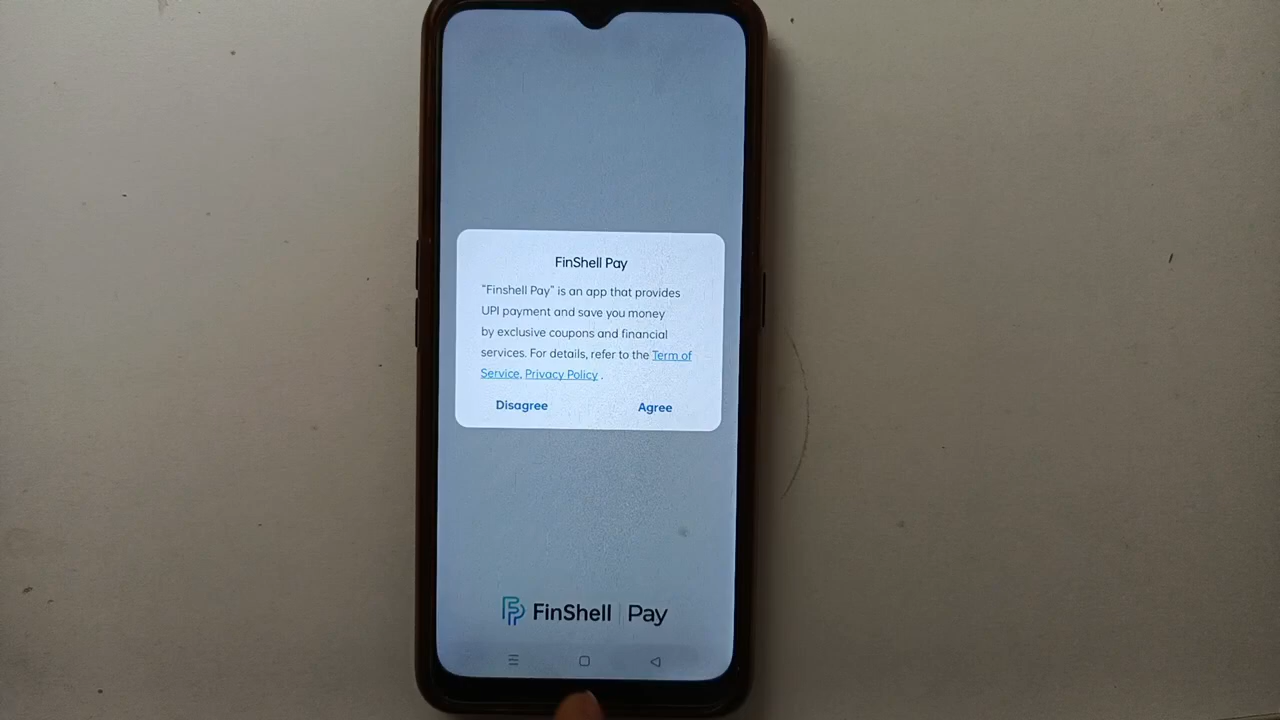 FinShell Pay
"Finshell Pay" is an app that provides
UPI payment and save you money
by exclusive coupons and financial
services. For details, refer to the Term of
Service, Privacy Policy .
Disagree Agree
FinShell | Pay